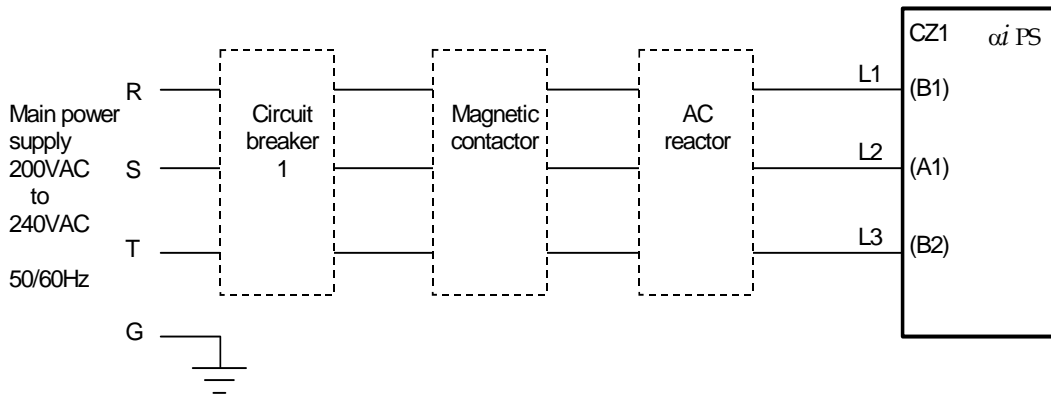 Main power
supply
200VAC
to
240VAC
50/60Hz
R
S
T
G
Circuit
breaker
1
Magnetic
contactor
AC
reactor
L1
L2
L3
CZ1
αi PS
(B1)
(A1)
(B2)